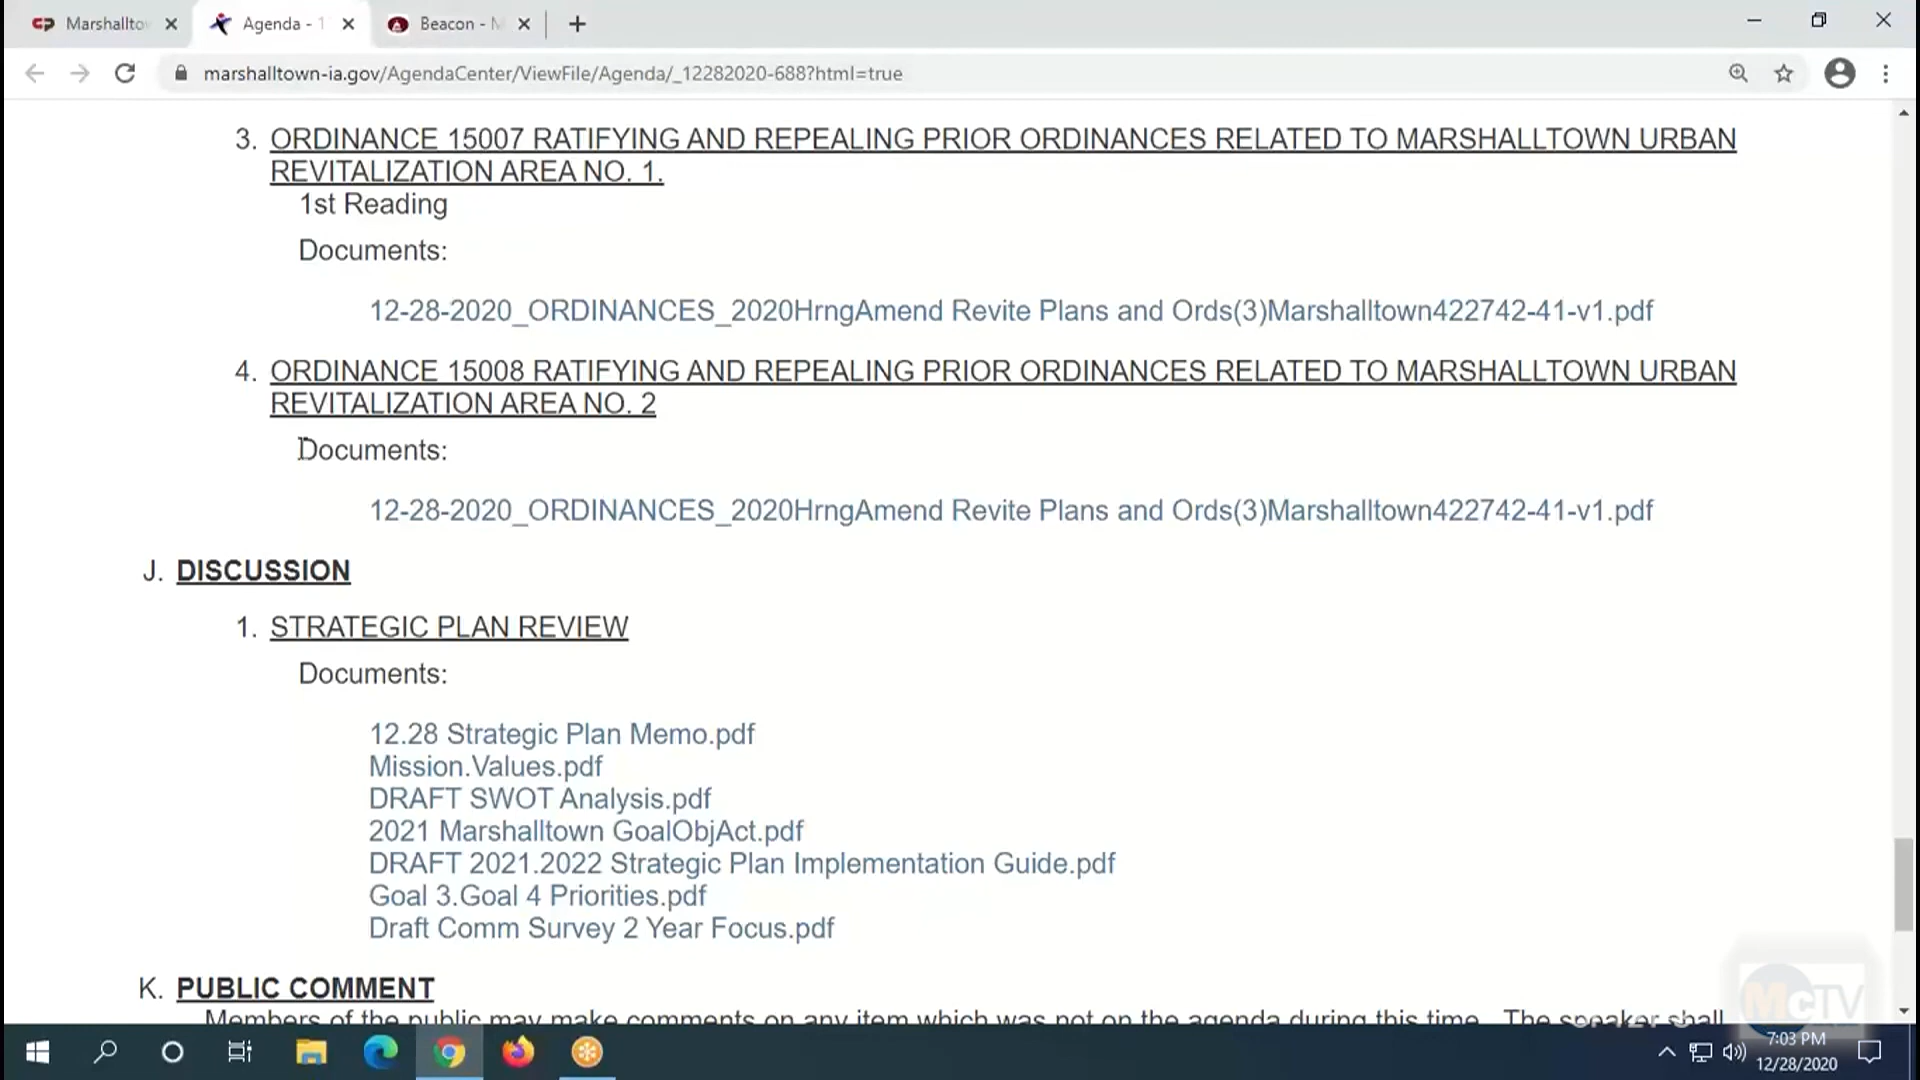 Marshallto
Agenda - 1
Beacon - M
marshalltown-ia.gov/AgendaCenter/ViewFile/Agenda/_12282020-688?html=true
3. ORDINANCE 15007 RATIFYING AND REPEALING PRIOR ORDINANCES RELATED TO MARSHALLTOWN URBAN
REVITALIZATION AREA NO. 1.
1st Reading
Documents:
12-28-2020_ORDINANCES_2020HrngAmend Revite Plans and Ords(3)Marshalltown422742-41-v1.pdf
4. ORDINANCE 15008 RATIFYING AND REPEALING PRIOR ORDINANCES RELATED TO MARSHALLTOWN URBAN
REVITALIZATION AREA NO. 2
Documents:
12-28-2020_ORDINANCES_2020HrngAmend Revite Plans and Ords(3)Marshalltown422742-41-v1.pdf
J. DISCUSSION
1. STRATEGIC PLAN REVIEW
Documents:
12.28 Strategic Plan Memo.pdf
Mission.Values.pdf
DRAFT SWOT Analysis.pdf
2021 Marshalltown GoalObjAct.pdf
DRAFT 2021.2022 Strategic Plan Implementation Guide.pdf
Goal 3.Goal 4 Priorities.pdf
Draft Comm Survey 2 Year Focus.pdf
K. PUBLIC COMMENT
Members of the public may make comments on any item which was not on the agenda during this time. The speaker shall
McTV
7:03 PM
12/28/2020